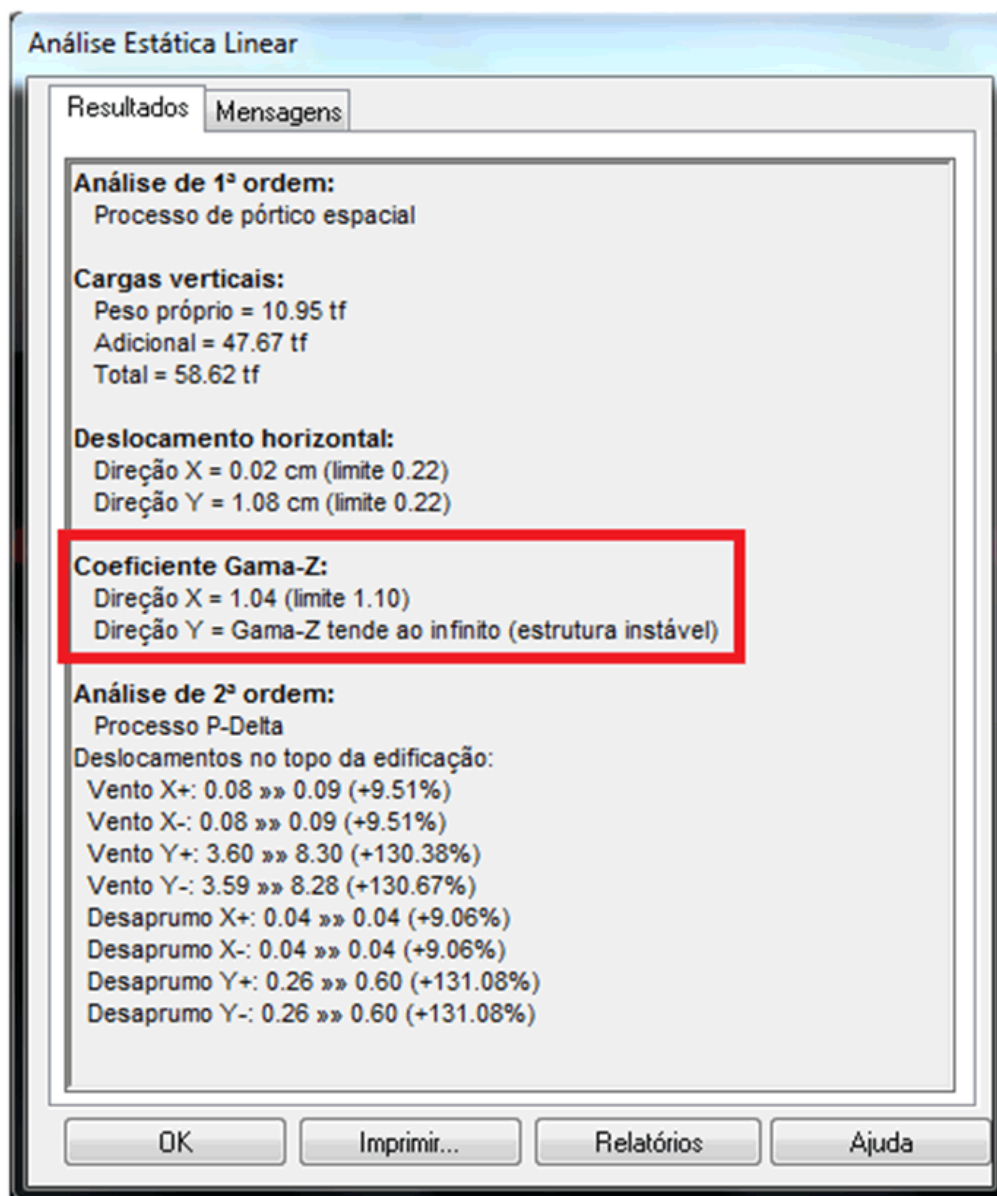 Análise Estática Linear
Resultados
Mensagens
Análise de 1ª ordem:
Processo de pórtico espacial
Cargas verticais:
Peso próprio = 10.95 tf
Adicional = 47.67 tf
Total = 58.62 tf
Deslocamento horizontal:
Direção X = 0.02 cm (limite 0.22)
Direção Y = 1.08 cm (limite 0.22)
Coeficiente Gama-Z:
Direção X = 1.04 (limite 1.10)
Direção Y = Gama-Z tende ao infinito (estrutura instável)
Análise de 2ª ordem:
Processo P-Delta
Deslocamentos no topo da edificação:
Vento X+: 0.08 »» 0.09 (+9.51%)
Vento X-: 0.08 »» 0.09 (+9.51%)
Vento Y+: 3.60 »» 8.30 (+130.38%)
Vento Y-: 3.59 »» 8.28 (+130.67%)
Desaprumo X+: 0.04 »» 0.04 (+9.06%)
Desaprumo X-: 0.04 »» 0.04 (+9.06%)
Desaprumo Y+: 0.26 »» 0.60 (+131.08%)
Desaprumo Y-: 0.26 »» 0.60 (+131.08%)
OK
Imprimir...
Relatórios
Ajuda